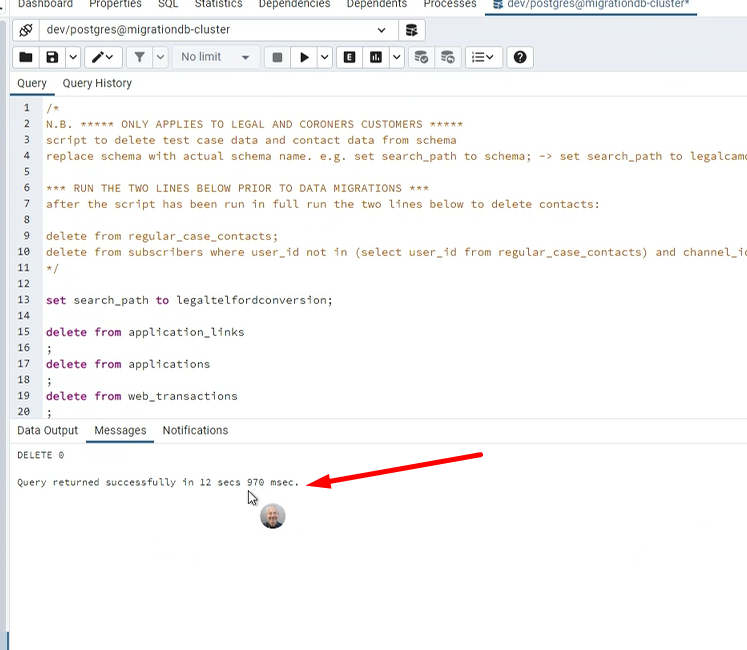 Dashboard Properties SQL Statistics Dependencies Dependents Processes dev/postgres@migrationdb-cluster*
dev/postgres@migrationdb-cluster
No limit
E
Query Query History
1 /*
2 N.B. ***** ONLY APPLIES TO LEGAL AND CORONERS CUSTOMERS *****
3 script to delete test case data and contact data from schema
4 replace schema with actual schema name. e.g. set search_path to schema; -> set search_path to legalcamd
5
6 *** RUN THE TWO LINES BELOW PRIOR TO DATA MIGRATIONS ***
7 after the script has been run in full run the two lines below to delete contacts:
8
9 delete from regular_case_contacts;
10 delete from subscribers where user_id not in (select user_id from regular_case_contacts) and channel_id
11 */
12
13 set search_path to legaltelfordconversion;
14
15 delete from application_links
16 ;
17 delete from applications
18 ;
19 delete from web_transactions
20 ;
Data Output Messages Notifications
DELETE 0
Query returned successfully in 12 secs 970 msec.